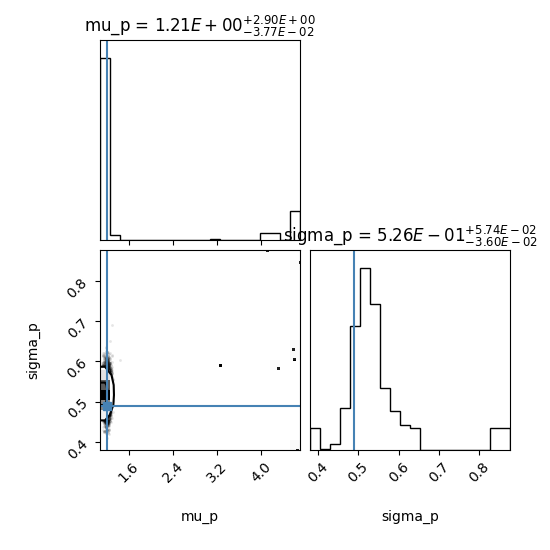 mu_p = 1.21E + 00+2.90E + 00 −3.77E − 02
sigma_p = 5.26E − 01+5.74E − 02 −3.60E − 02
0.8
0.7
0.6
0.5
0.4
sigma_p
1.6 2.4 3.2 4.0
0.4 0.5 0.6 0.7 0.8
mu_p
sigma_p